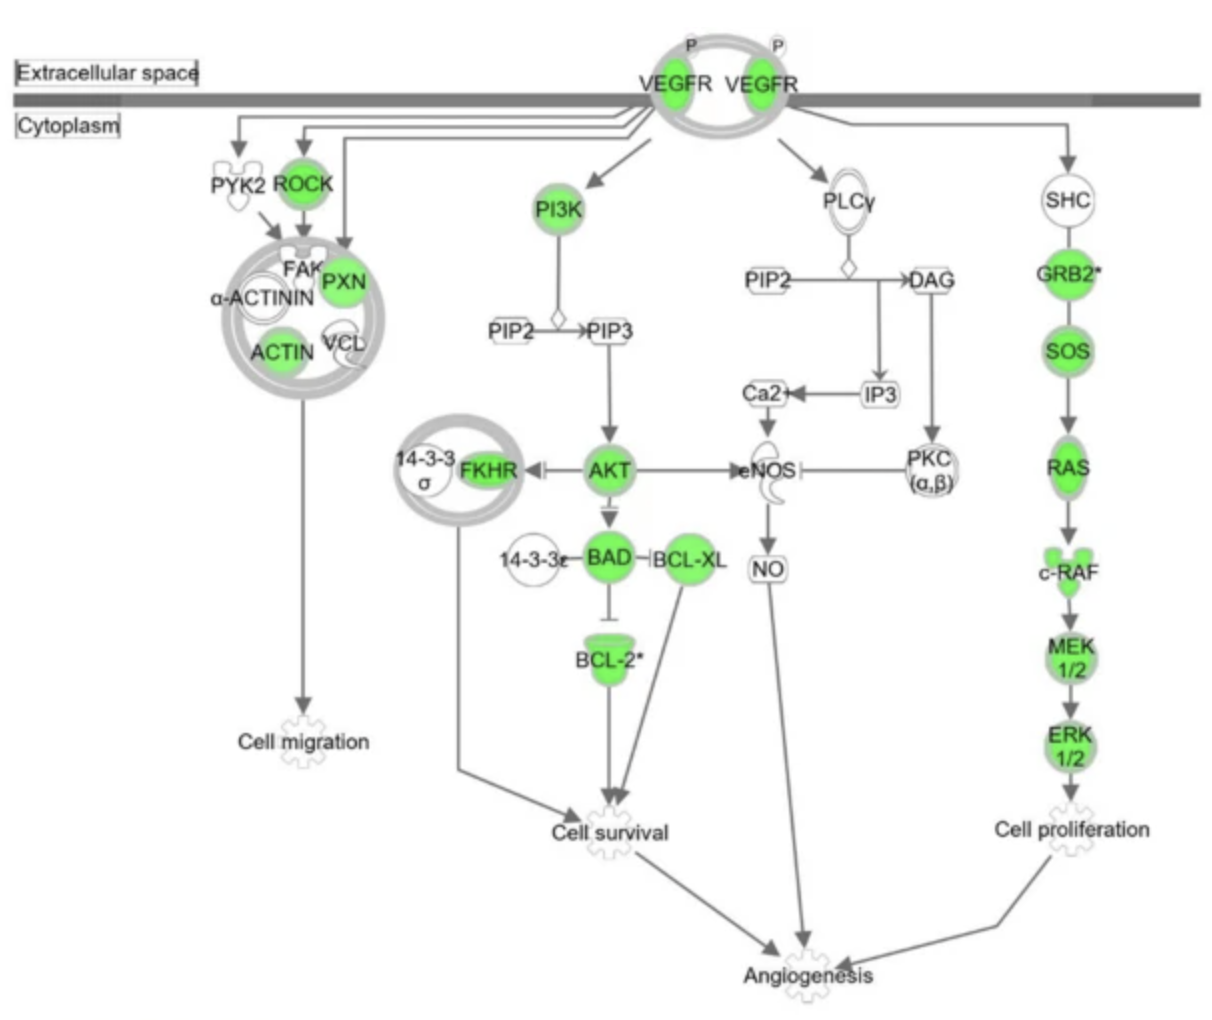 P P
Extracellular space
VEGFR VEGFR
Cytoplasm
PYK2 ROCK
PI3K
PLCγ
SHC
FAK
PXN
α-ACTININ
GRB2*
PIP2 DAG
PIP2 PIP3
ACTIN VCL
SOS
Ca2+ IP3
14-3-3
σ
FKHR AKT eNOS
PKC
(α,β)
RAS
14-3-3ε BAD BCL-XL NO
c-RAF
BCL-2*
MEK
1/2
Cell migration
ERK
1/2
Cell survival
Cell proliferation
Angiogenesis